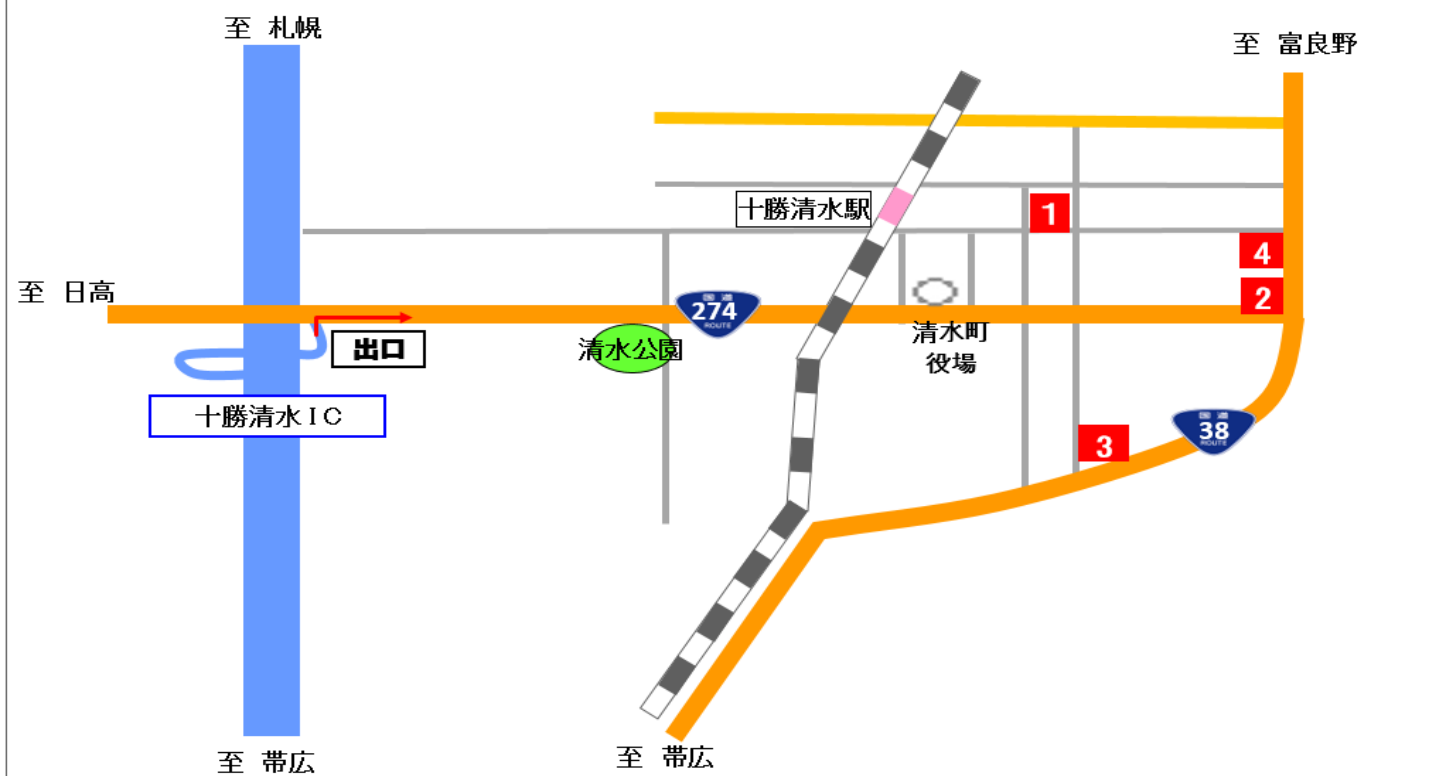 至 札幌
至 富良野
十勝清水駅
1
4
至 日高
2
国道
274
ROUTE
出口
清水公園
清水町
役場
十勝清水IC
国道
38
ROUTE
3
至 帯広
至 帯広